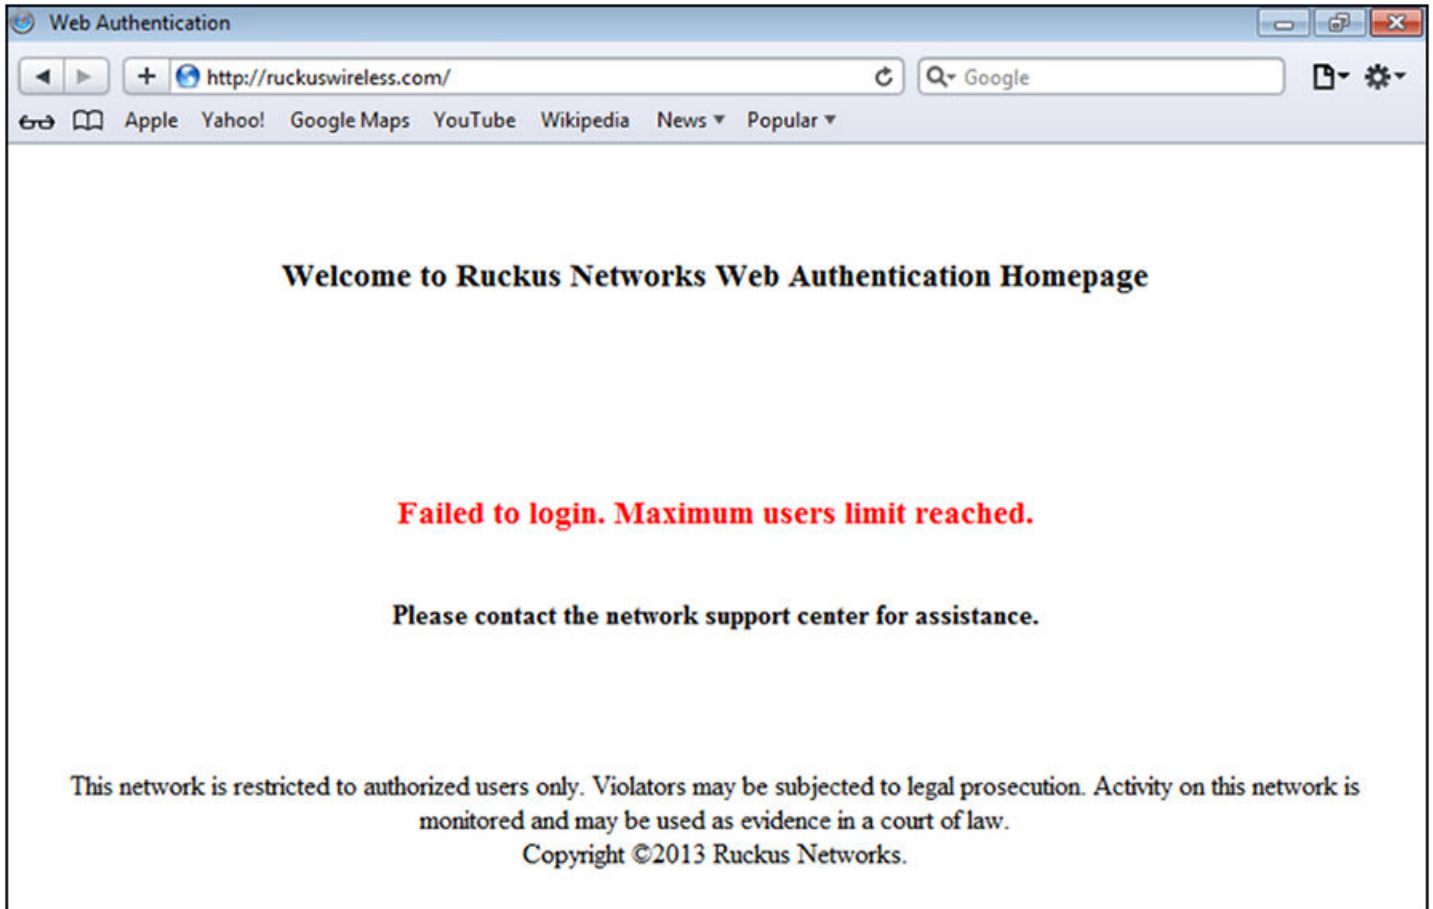 Web Authentication
http://ruckuswireless.com/ Google
Apple Yahoo! Google Maps YouTube Wikipedia News Popular
Welcome to Ruckus Networks Web Authentication Homepage
Failed to login. Maximum users limit reached.
Please contact the network support center for assistance.
This network is restricted to authorized users only. Violators may be subjected to legal prosecution. Activity on this network is
monitored and may be used as evidence in a court of law.
Copyright ©2013 Ruckus Networks.